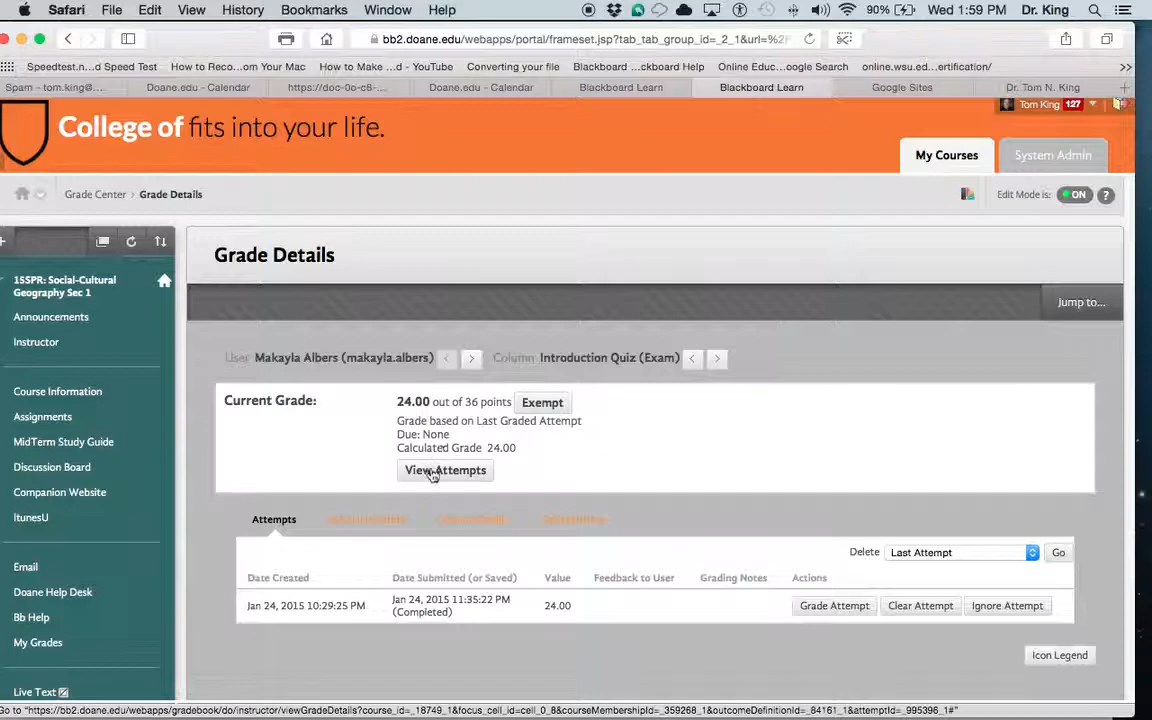 Safari File Edit View History Bookmarks Window Help 90% Wed 1:59 PM Dr. King
bb2.doane.edu/webapps/portal/frameset.jsp?tab_tab_group_id=_2_1&url=%2F
Speedtest.n...d Speed Test How to Reco...om Your Mac How to Make ...d - YouTube Converting your file Blackboard ...ckboard Help Online Educ...oogle Search online.wsu.ed...ertification/ >>
Spam – tom.king@... Doane.edu - Calendar https://doc-0o-c8-... Doane.edu - Calendar Blackboard Learn Blackboard Learn Google Sites Dr. Tom N. King
Tom King 127
College of fits into your life.
My Courses System Admin
Grade Center > Grade Details Edit Mode is: ON ?
Grade Details
15SPR: Social-Cultural
Geography Sec 1
Announcements
Instructor
Course Information
Assignments
MidTerm Study Guide
Discussion Board
Companion Website
ItunesU
Email
Doane Help Desk
Bb Help
My Grades
Live Text
Jump to...
User Makayla Albers (makayla.albers) < > Column Introduction Quiz (Exam) < >
Current Grade: 24.00 out of 36 points Exempt
Grade based on Last Graded Attempt
Due: None
Calculated Grade 24.00
View Attempts
Attempts
Delete Last Attempt Go
Date Created Date Submitted (or Saved) Value Feedback to User Grading Notes Actions
Jan 24, 2015 10:29:25 PM Jan 24, 2015 11:35:22 PM
(Completed) 24.00 Grade Attempt Clear Attempt Ignore Attempt
Icon Legend
Go to "https://bb2.doane.edu/webapps/gradebook/do/instructor/viewGradeDetails?course_id=_18749_1&focus_cell_id=cell_0_8&courseMembershipId=_359268_1&outcomeDefinitionId=_84161_1&attemptId=_995396_1#"